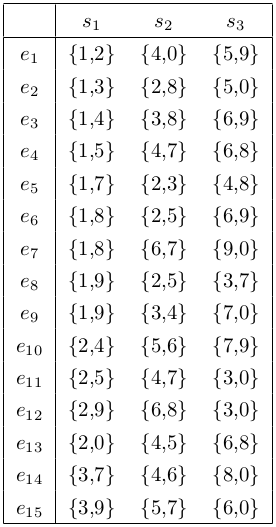 s1 s2 s3
e1 {1,2} {4,0} {5,9}
e2 {1,3} {2,8} {5,0}
e3 {1,4} {3,8} {6,9}
e4 {1,5} {4,7} {6,8}
e5 {1,7} {2,3} {4,8}
e6 {1,8} {2,5} {6,9}
e7 {1,8} {6,7} {9,0}
e8 {1,9} {2,5} {3,7}
e9 {1,9} {3,4} {7,0}
e10 {2,4} {5,6} {7,9}
e11 {2,5} {4,7} {3,0}
e12 {2,9} {6,8} {3,0}
e13 {2,0} {4,5} {6,8}
e14 {3,7} {4,6} {8,0}
e15 {3,9} {5,7} {6,0}